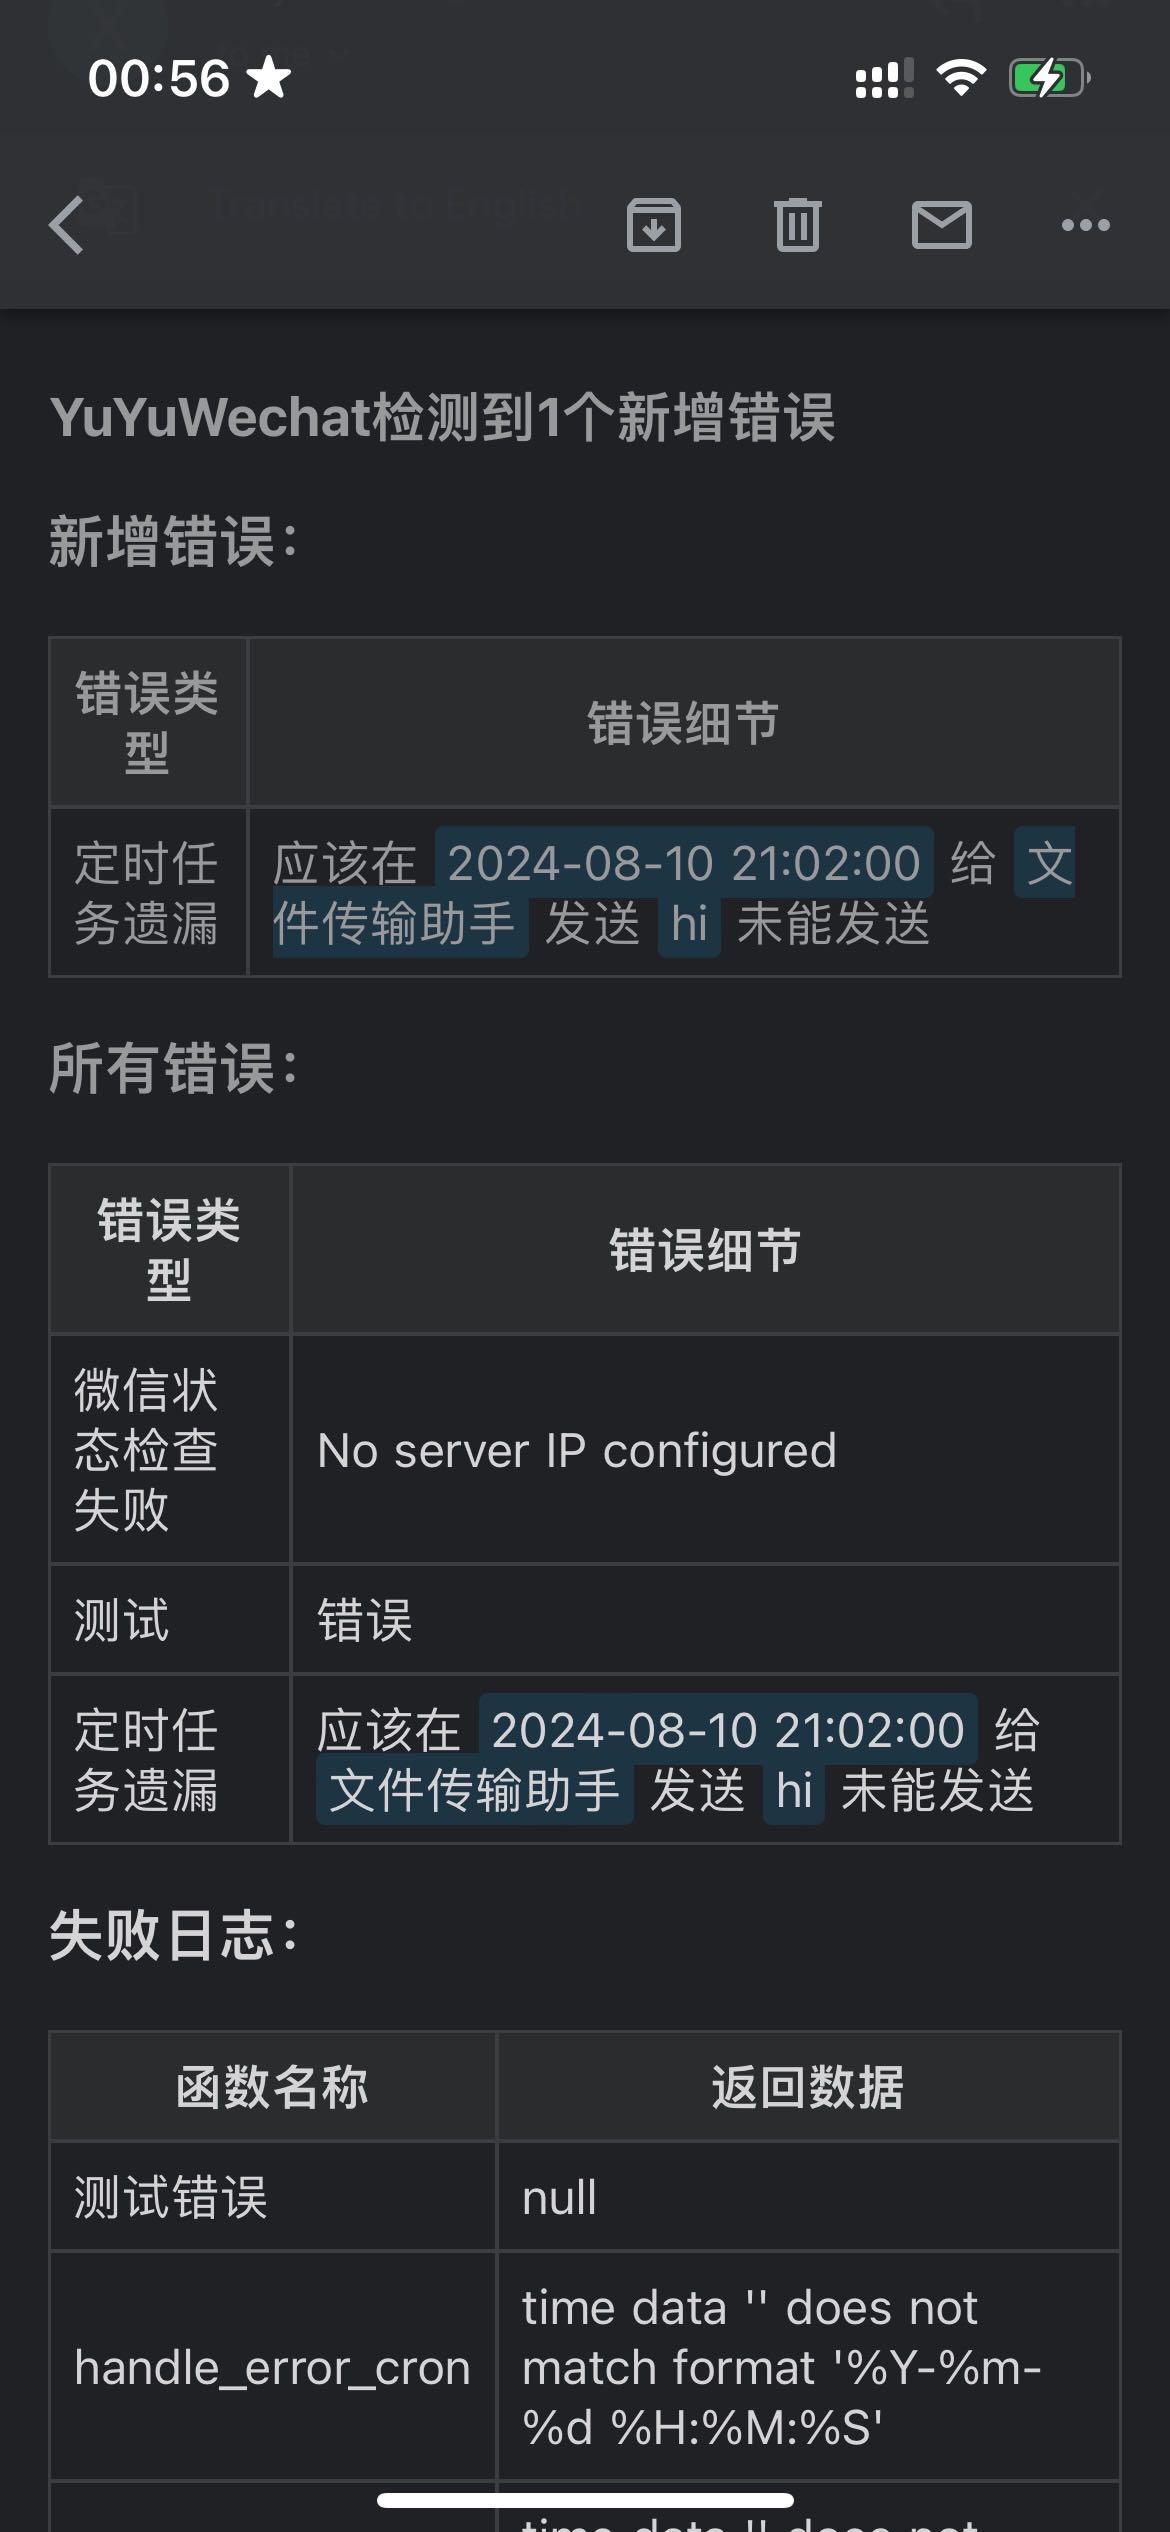 00:56
YuYuWechat检测到1个新增错误
新增错误：
错误类
型
错误细节
定时任
务遗漏
应该在 2024-08-10 21:02:00 给 文
件传输助手 发送 hi 未能发送
所有错误：
错误类
型
错误细节
微信状
态检查
失败
No server IP configured
测试
错误
定时任
务遗漏
应该在 2024-08-10 21:02:00 给
文件传输助手 发送 hi 未能发送
失败日志：
函数名称
返回数据
测试错误
null
handle_error_cron
time data '' does not
match format '%Y-%m-
%d %H:%M:%S'
time data '' does not